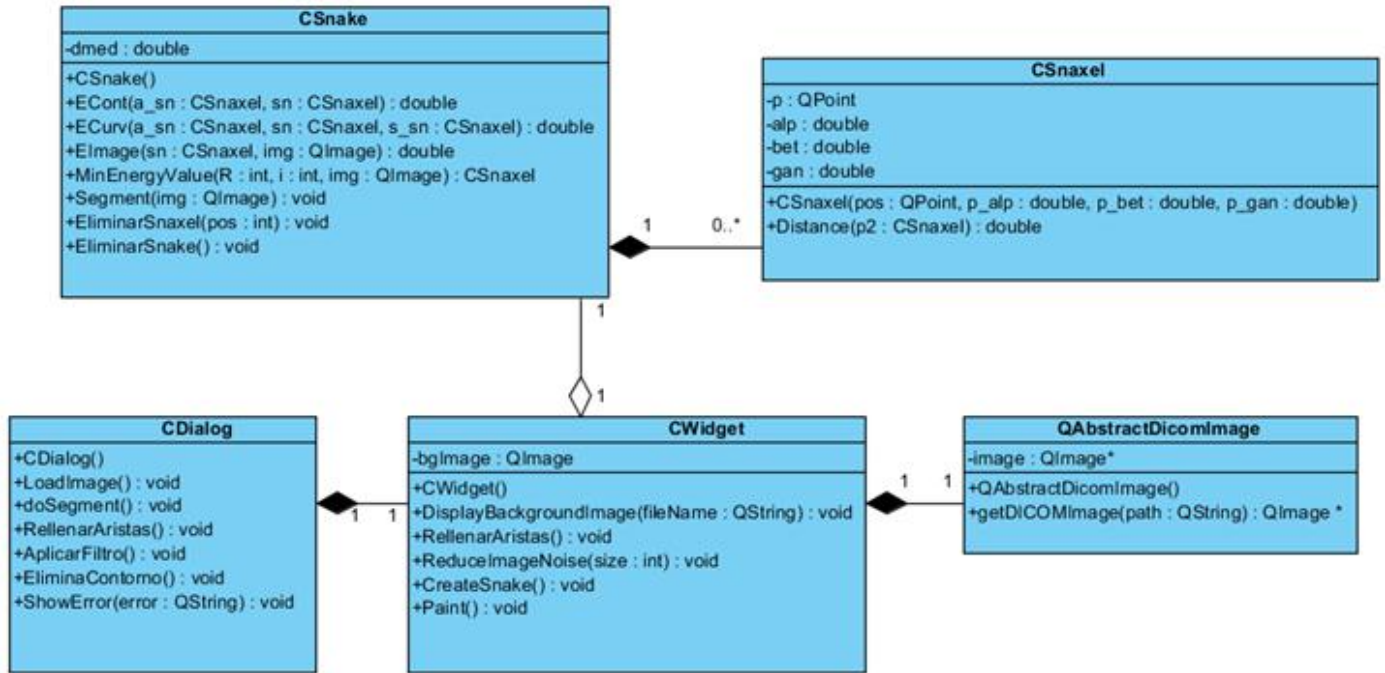 CSnake
-dmed : double
+CSnake()
+ECont(a_sn : CSnaxel, sn : CSnaxel) : double
+ECurv(a_sn : CSnaxel, sn : CSnaxel, s_sn : CSnaxel) : double
+EImage(sn : CSnaxel, img : QImage) : double
+MinEnergyValue(R : int, i : int, img : QImage) : CSnaxel
+Segment(img : QImage) : void
+EliminarSnaxel(pos : int) : void
+EliminarSnake() : void
1
0..*
CSnaxel
-p : QPoint
-alp : double
-bet : double
-gan : double
+CSnaxel(pos : QPoint, p_alp : double, p_bet : double, p_gan : double)
+Distance(p2 : CSnaxel) : double
1
1
CDialog
+CDialog()
+LoadImage() : void
+doSegment() : void
+RellenarAristas() : void
+AplicarFiltro() : void
+EliminaContorno() : void
+ShowError(error : QString) : void
1
1
CWidget
-bgImage : QImage
+CWidget()
+DisplayBackgroundImage(fileName : QString) : void
+RellenarAristas() : void
+ReduceImageNoise(size : int) : void
+CreateSnake() : void
+Paint() : void
1
1
QAbstractDicomImage
-image : QImage*
+QAbstractDicomImage()
+getDICOMImage(path : QString) : QImage *